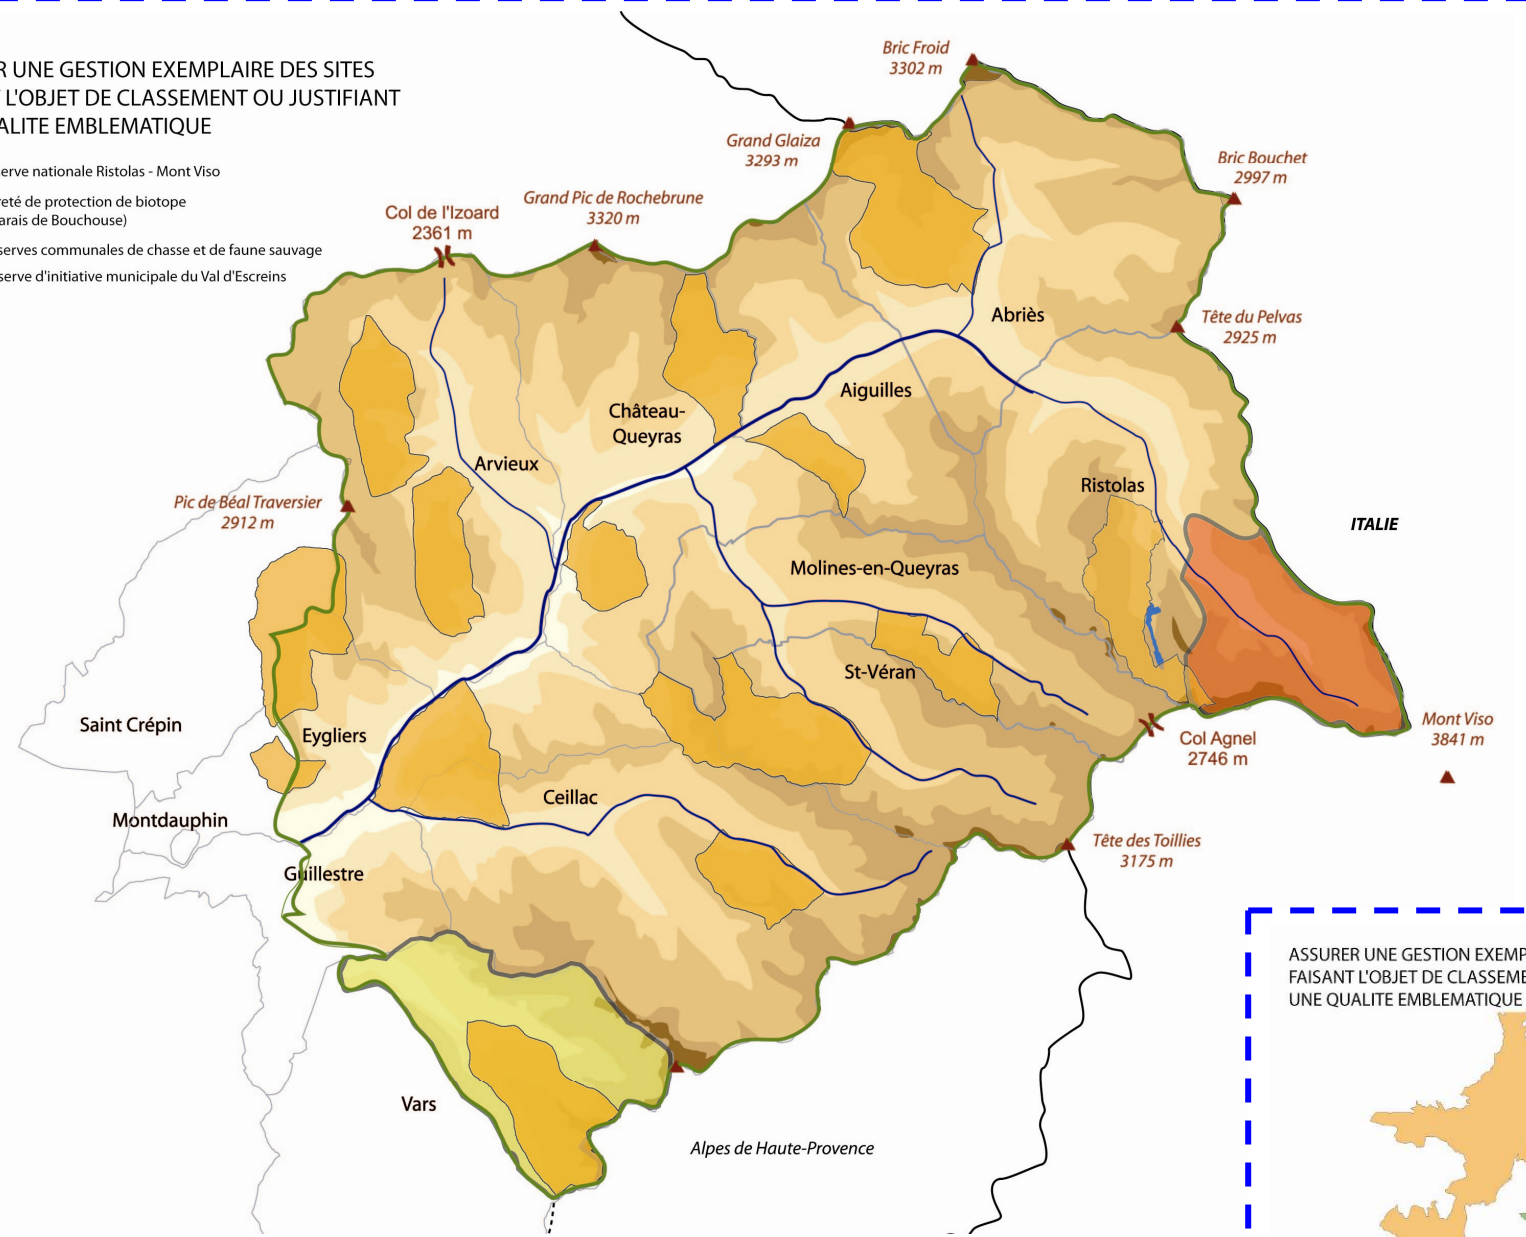 R UNE GESTION EXEMPLAIRE DES SITES
L'OBJET DE CLASSEMENT OU JUSTIFIANT
ALITE EMBLEMATIQUE
serve nationale Ristolas - Mont Viso
reté de protection de biotope
arais de Bouchouse)
serves communales de chasse et de faune sauvage
serve d'initiative municipale du Val d'Escreins
Bric Froid
3302 m
Grand Glaiza
3293 m
Bric Bouchet
2997 m
Grand Pic de Rochebrune
3320 m
Col de l'Izoard
2361 m
Abriès
Tête du Pelvas
2925 m
Aiguilles
Château-
Queyras
Arvieux
Ristolas
Pic de Béal Traversier
2912 m
ITALIE
Molines-en-Queyras
St-Véran
Saint Crépin
Eygliers
Mont Viso
3841 m
Col Agnel
2746 m
Ceillac
Montdauphin
Tête des Toillies
3175 m
Guillestre
Vars
Alpes de Haute-Provence
ASSURER UNE GESTION EXEMP
FAISANT L'OBJET DE CLASSEME
UNE QUALITE EMBLEMATIQUE